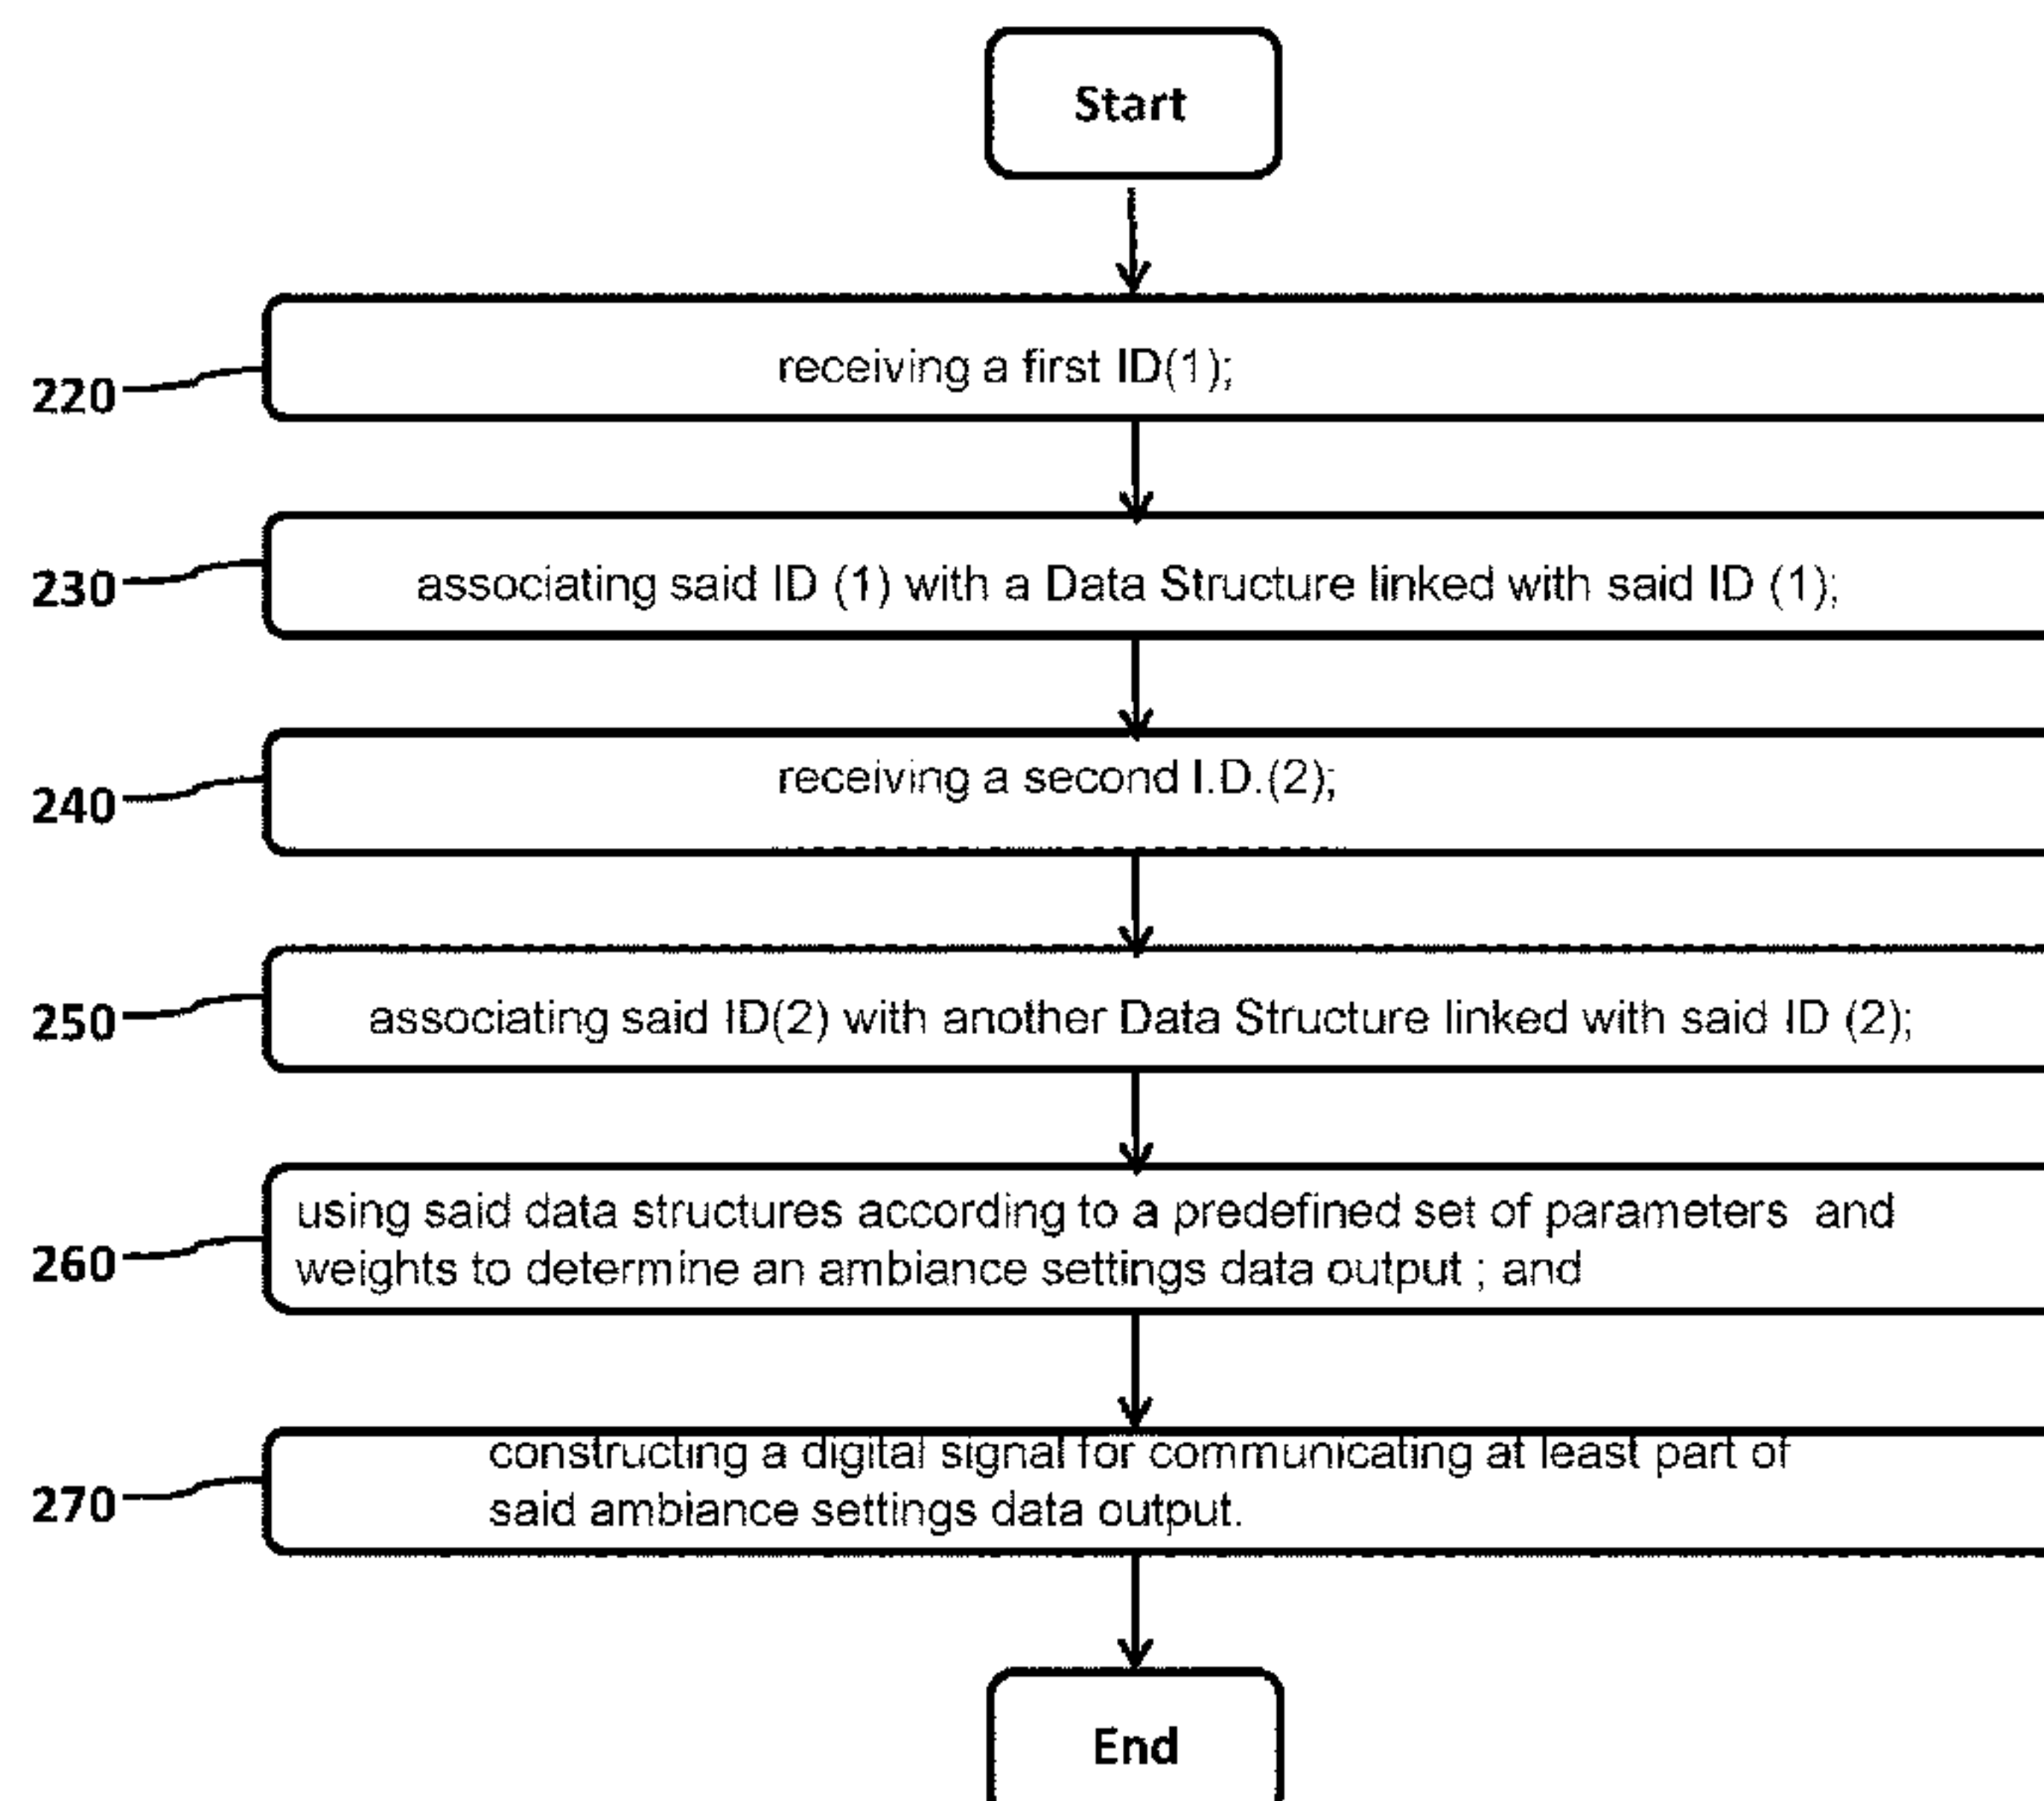 Start
220
receiving a first ID(1);
230
associating said ID (1) with a Data Structure linked with said ID (1);
240
receiving a second I.D.(2);
250
associating said ID(2) with another Data Structure linked with said ID (2);
260
using said data structures according to a predefined set of parameters and
weights to determine an ambiance settings data output ; and
270
constructing a digital signal for communicating at least part of
said ambiance settings data output.
End